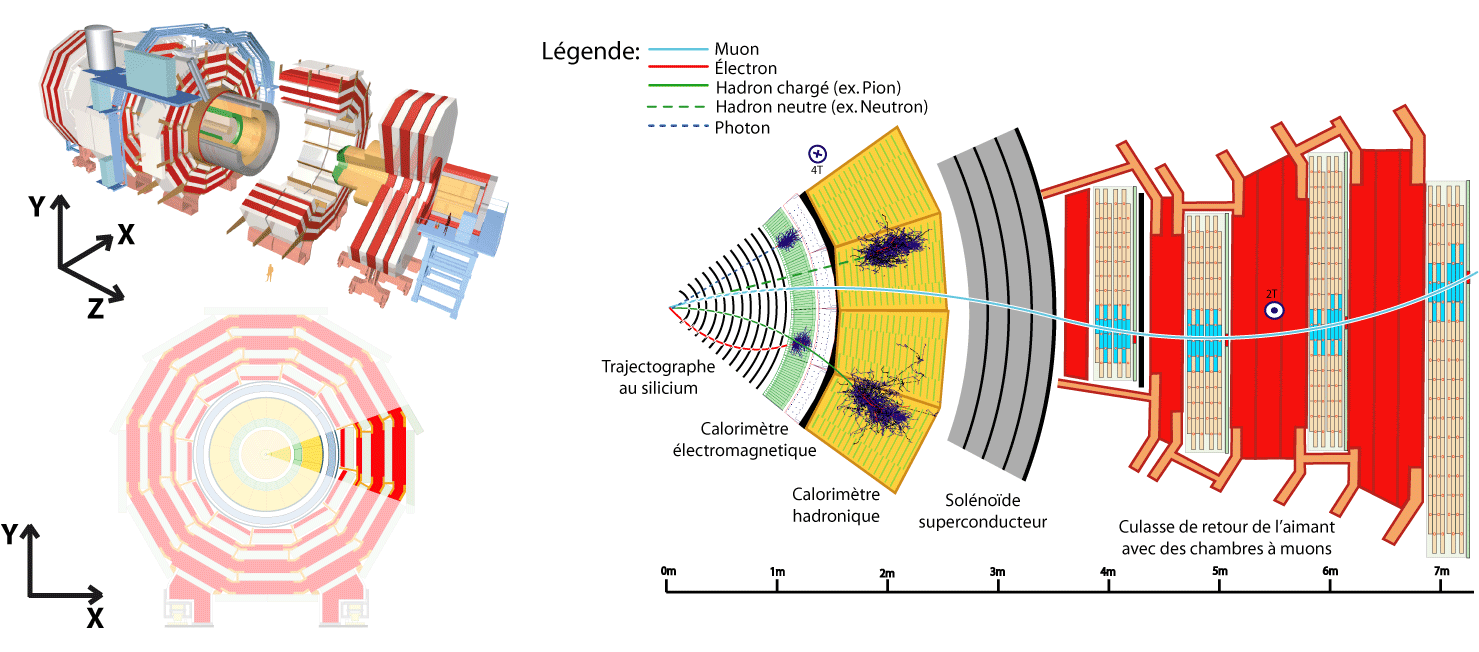 Légende:
Muon
Électron
Hadron chargé (ex. Pion)
Hadron neutre (ex. Neutron)
Photon
4T
Y
X
Z
2T
Trajectographe
au silicium
Calorimètre
électromagnetique
Calorimètre
hadronique
Solénoïde
superconducteur
Culasse de retour de l'aimant
avec des chambres à muons
Y
X
0m 1m 2m 3m 4m 5m 6m 7m